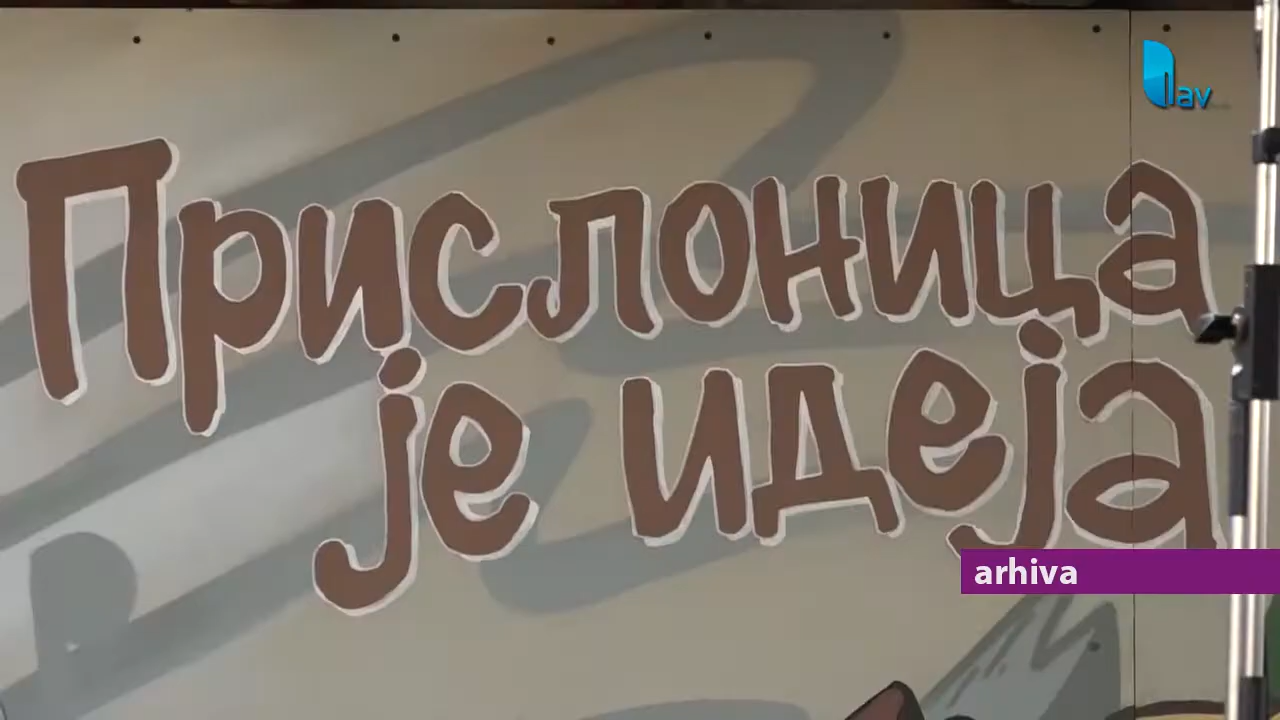 lav
Прислоница
је идеја
arhiva